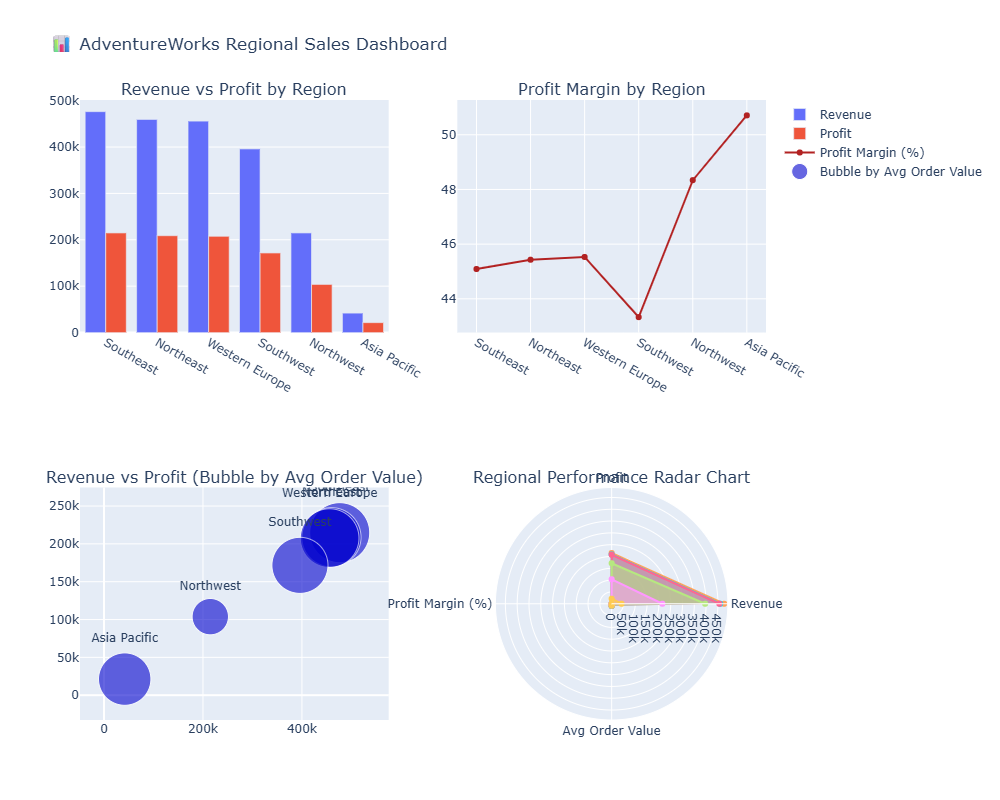 📊 AdventureWorks Regional Sales Dashboard
Revenue vs Profit by Region
500k
400k
300k
200k
100k
0
Southeast
Northeast
Western Europe
Southwest
Northwest
Asia Pacific
Profit Margin by Region
50
48
46
44
Southeast
Northeast
Western Europe
Southwest
Northwest
Asia Pacific
Revenue
Profit
Profit Margin (%)
Bubble by Avg Order Value
Revenue vs Profit (Bubble by Avg Order Value)
250k
200k
150k
100k
50k
0
0
200k
400k
Western Europe
Southwest
Northwest
Asia Pacific
Regional Performance Radar Chart
Profit
Profit Margin (%)
Revenue
0
50k
100k
150k
200k
250k
300k
350k
400k
450k
Avg Order Value